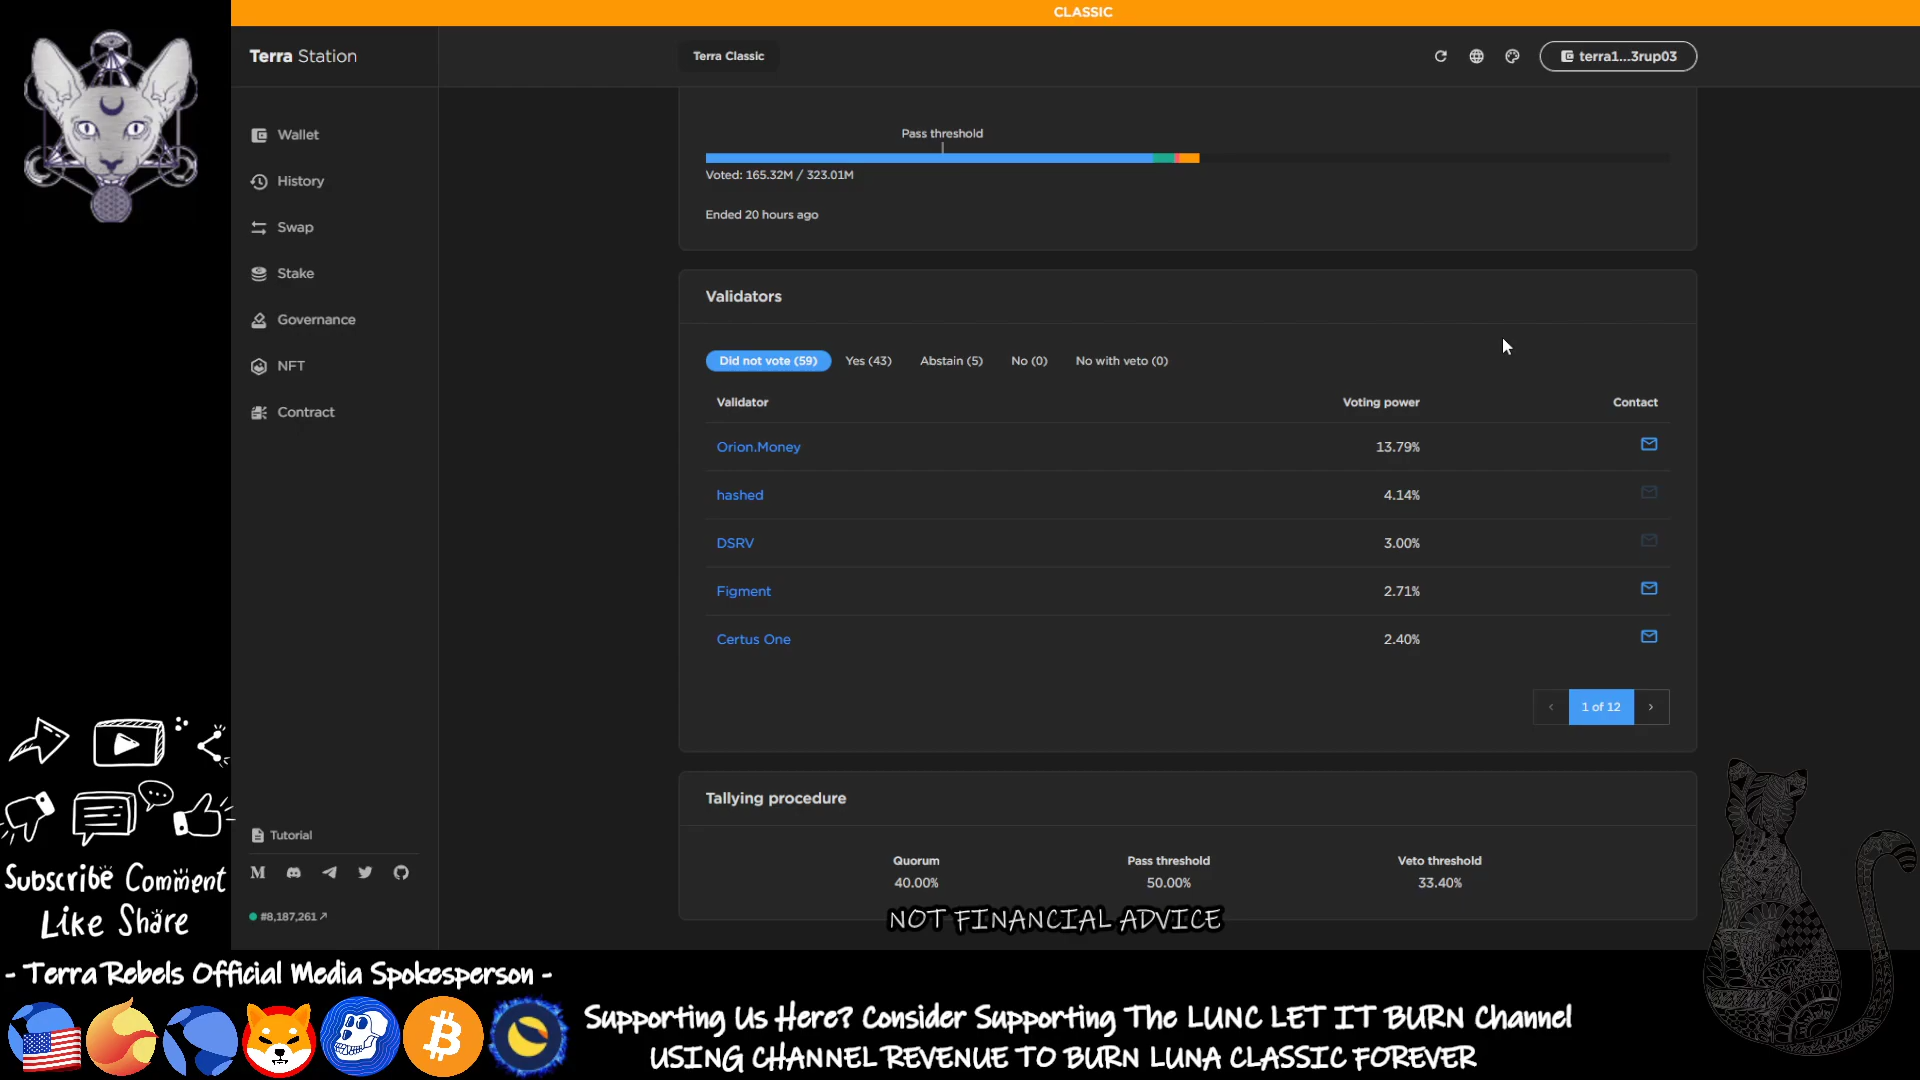 CLASSIC
Terra Station
Terra Classic
terra1...3rup03
Wallet
History
Swap
Stake
Governance
NFT
Contract
Pass threshold
Voted: 165.32M / 323.01M
Ended 20 hours ago
Validators
Did not vote (59) Yes (43) Abstain (5) No (0) No with veto (0)
Validator Voting power Contact
Orion.Money 13.79%
hashed 4.14%
DSRV 3.00%
Figment 2.71%
Certus One 2.40%
1 of 12
Tallying procedure
Quorum Pass threshold Veto threshold
40.00% 50.00% 33.40%
Tutorial
#8,187,261
NOT FINANCIAL ADVICE
Subscribe Comment
Like Share
- Terra Rebels Official Media Spokesperson -
Supporting Us Here? Consider Supporting The LUNC LET IT BURN Channel
USING CHANNEL REVENUE TO BURN LUNA CLASSIC FOREVER